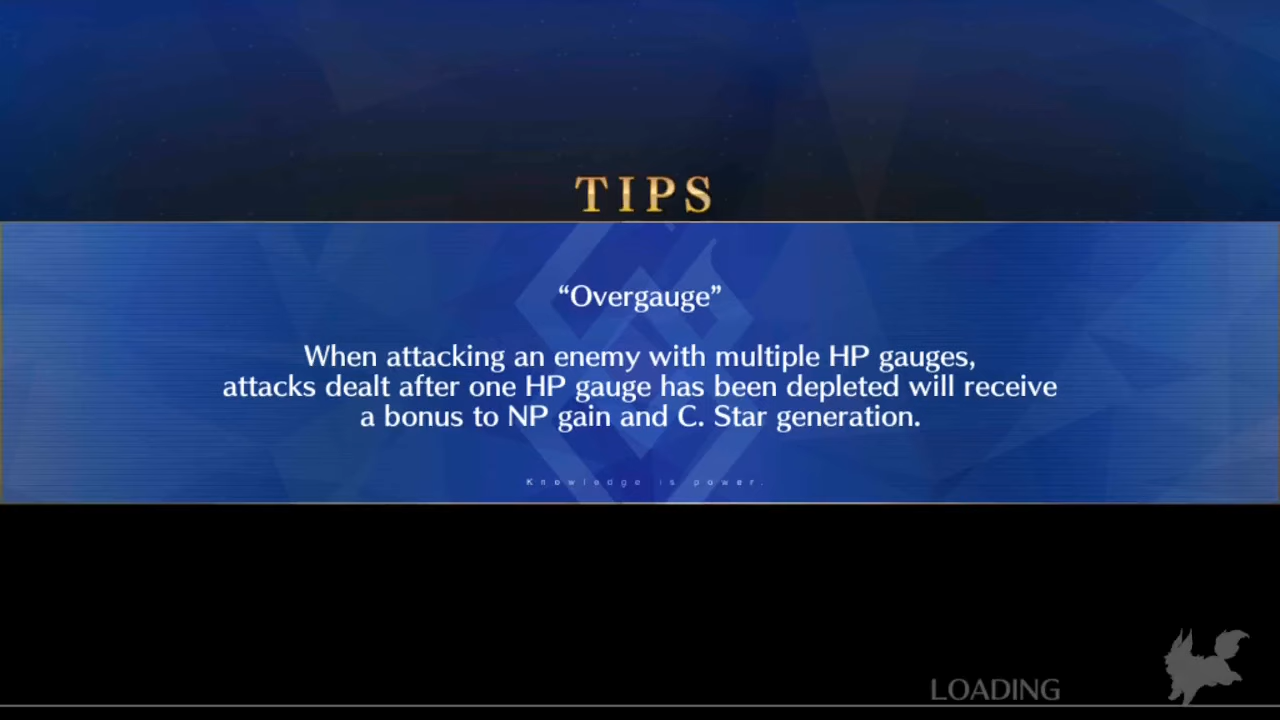 TIPS
“Overgauge”
When attacking an enemy with multiple HP gauges,
attacks dealt after one HP gauge has been depleted will receive
a bonus to NP gain and C. Star generation.
Knowledge is power.
LOADING